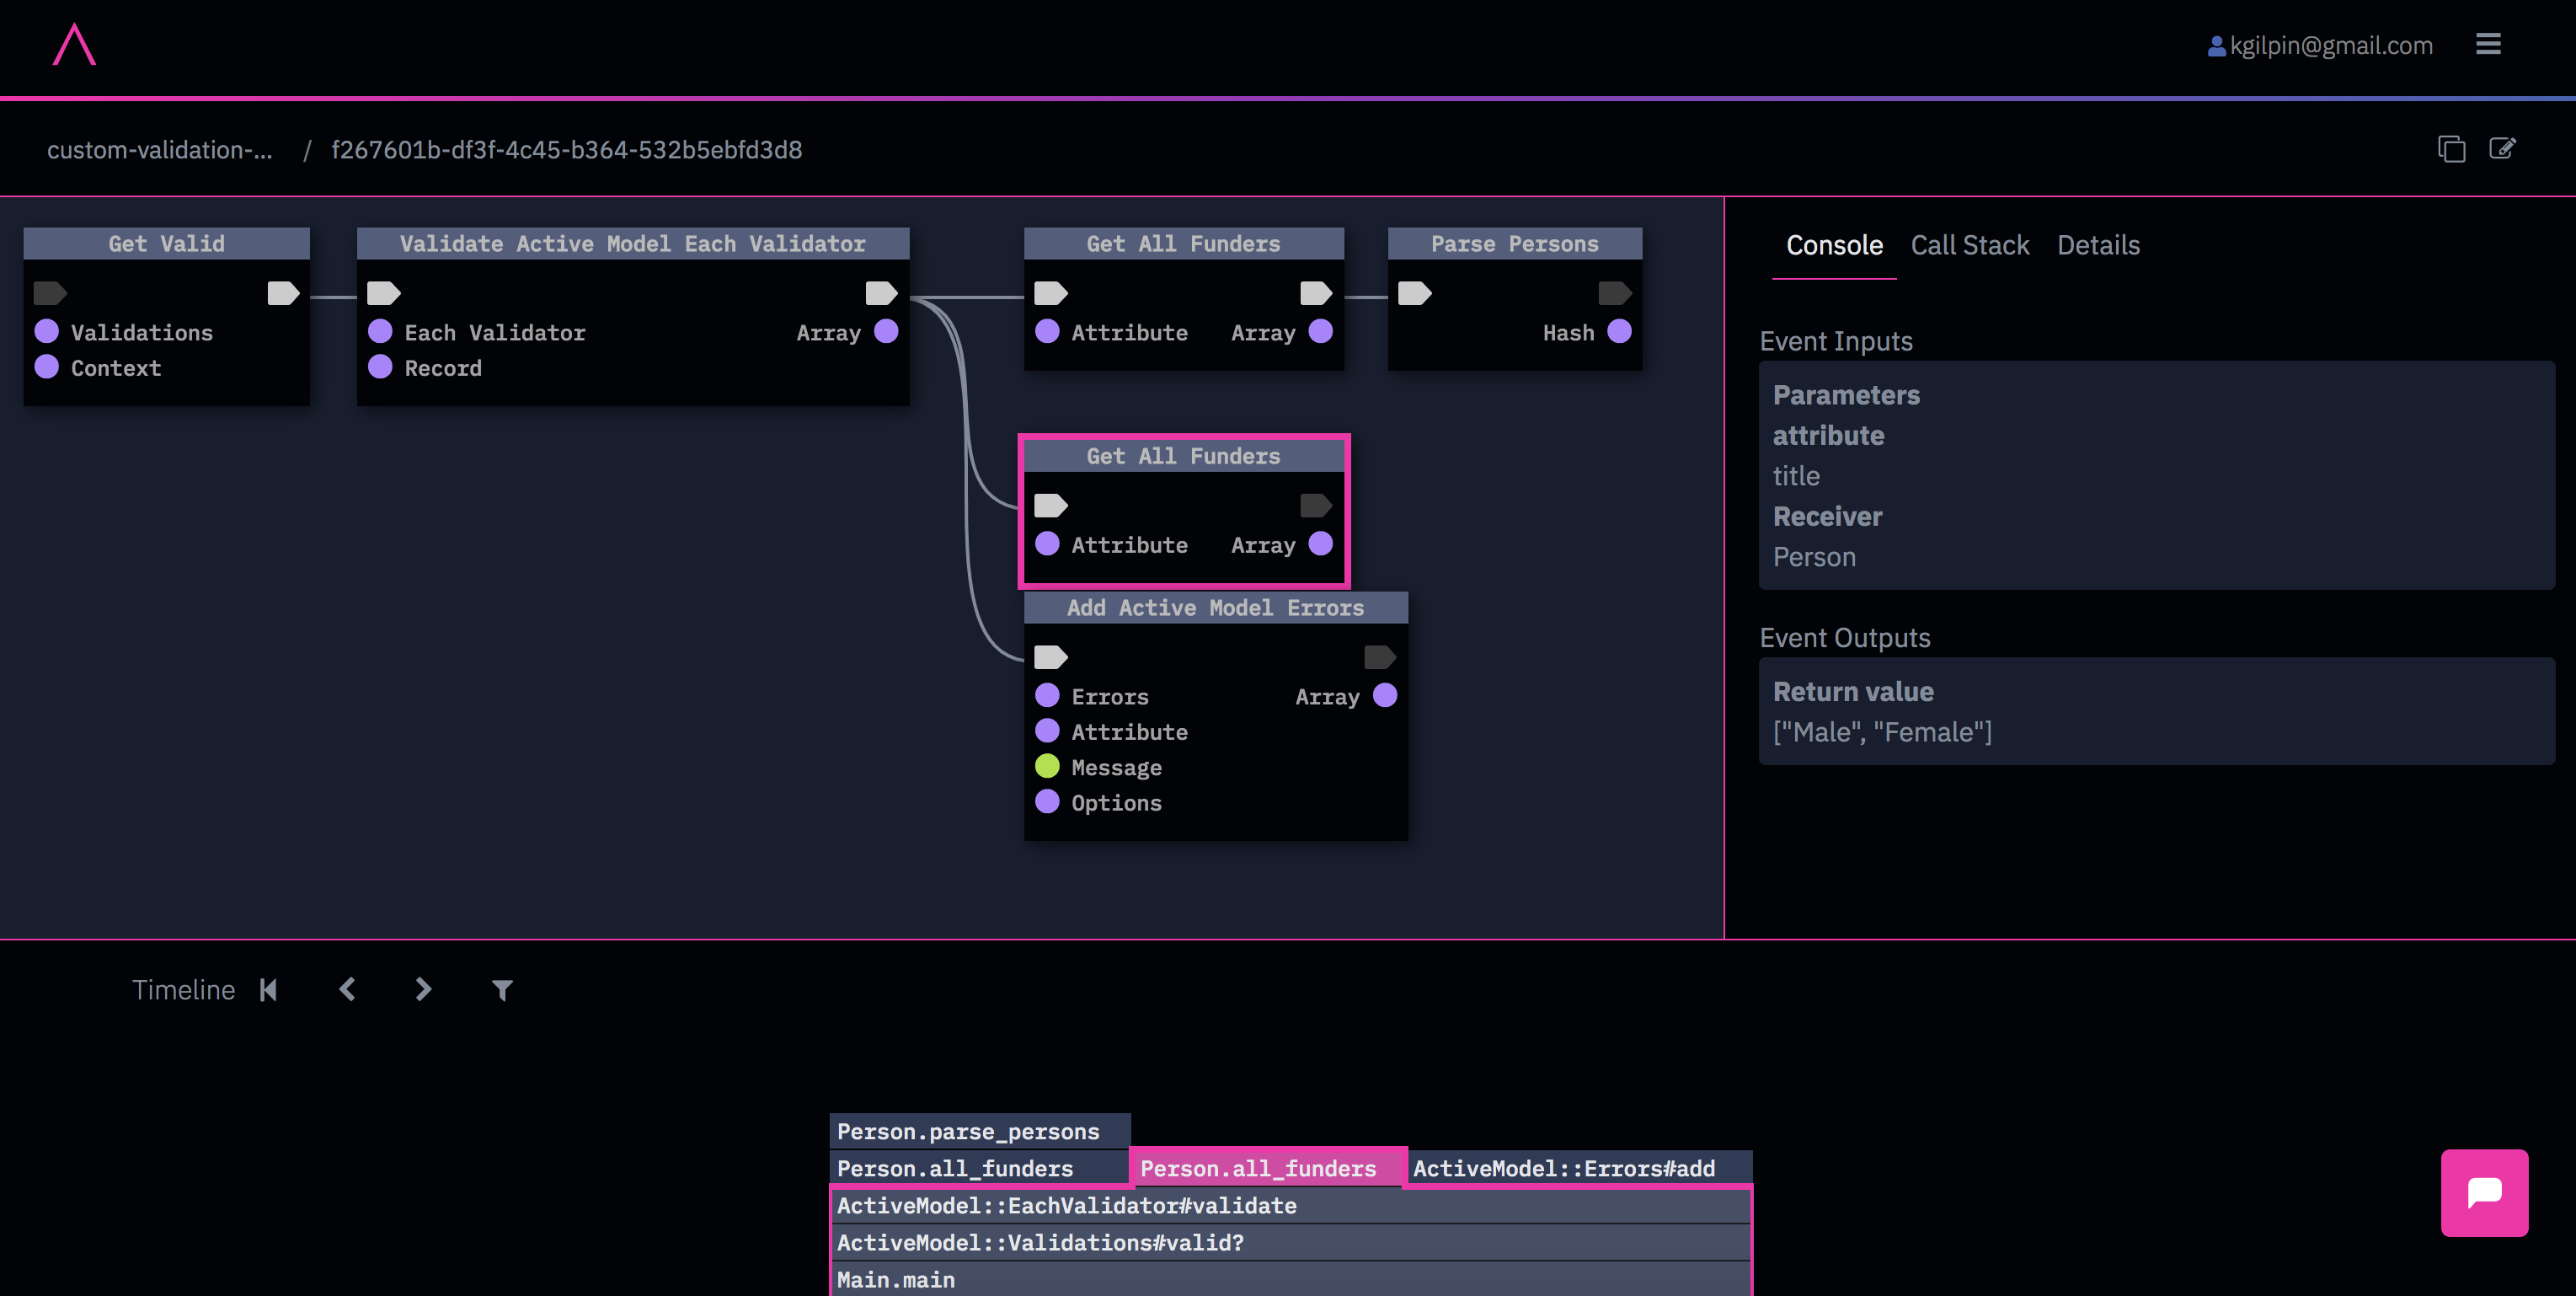 kgilpin@gmail.com
custom-validation-... / f267601b-df3f-4c45-b364-532b5ebfd3d8
Get Valid
Validations
Context
Validate Active Model Each Validator
Each Validator
Array
Record
Get All Funders
Attribute
Array
Parse Persons
Hash
Get All Funders
Attribute
Array
Add Active Model Errors
Errors
Array
Attribute
Message
Options
Console
Call Stack
Details
Event Inputs
Parameters
attribute
title
Receiver
Person
Event Outputs
Return value
["Male", "Female"]
Timeline
Person.parse_persons
Person.all_funders
Person.all_funders
ActiveModel::Errors#add
ActiveModel::EachValidator#validate
ActiveModel::Validations#valid?
Main.main